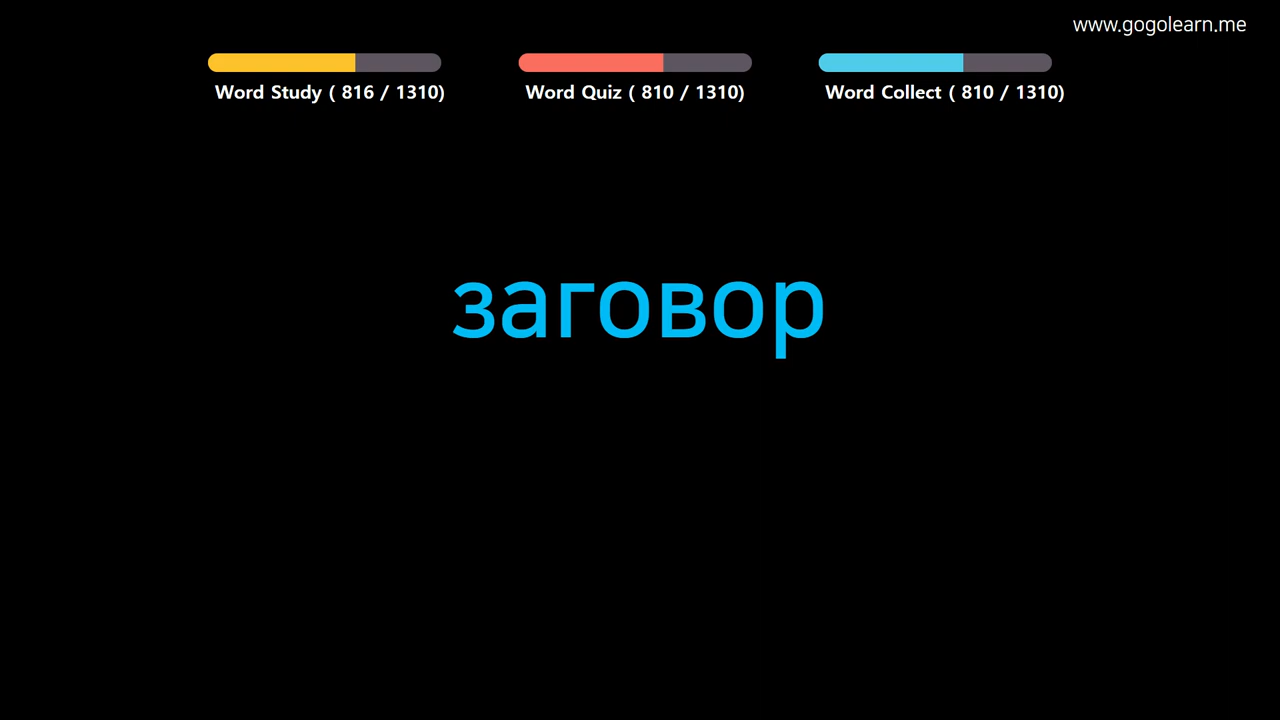 www.gogolearn.me
Word Study ( 816 / 1310)
Word Quiz ( 810 / 1310)
Word Collect ( 810 / 1310)
заговор